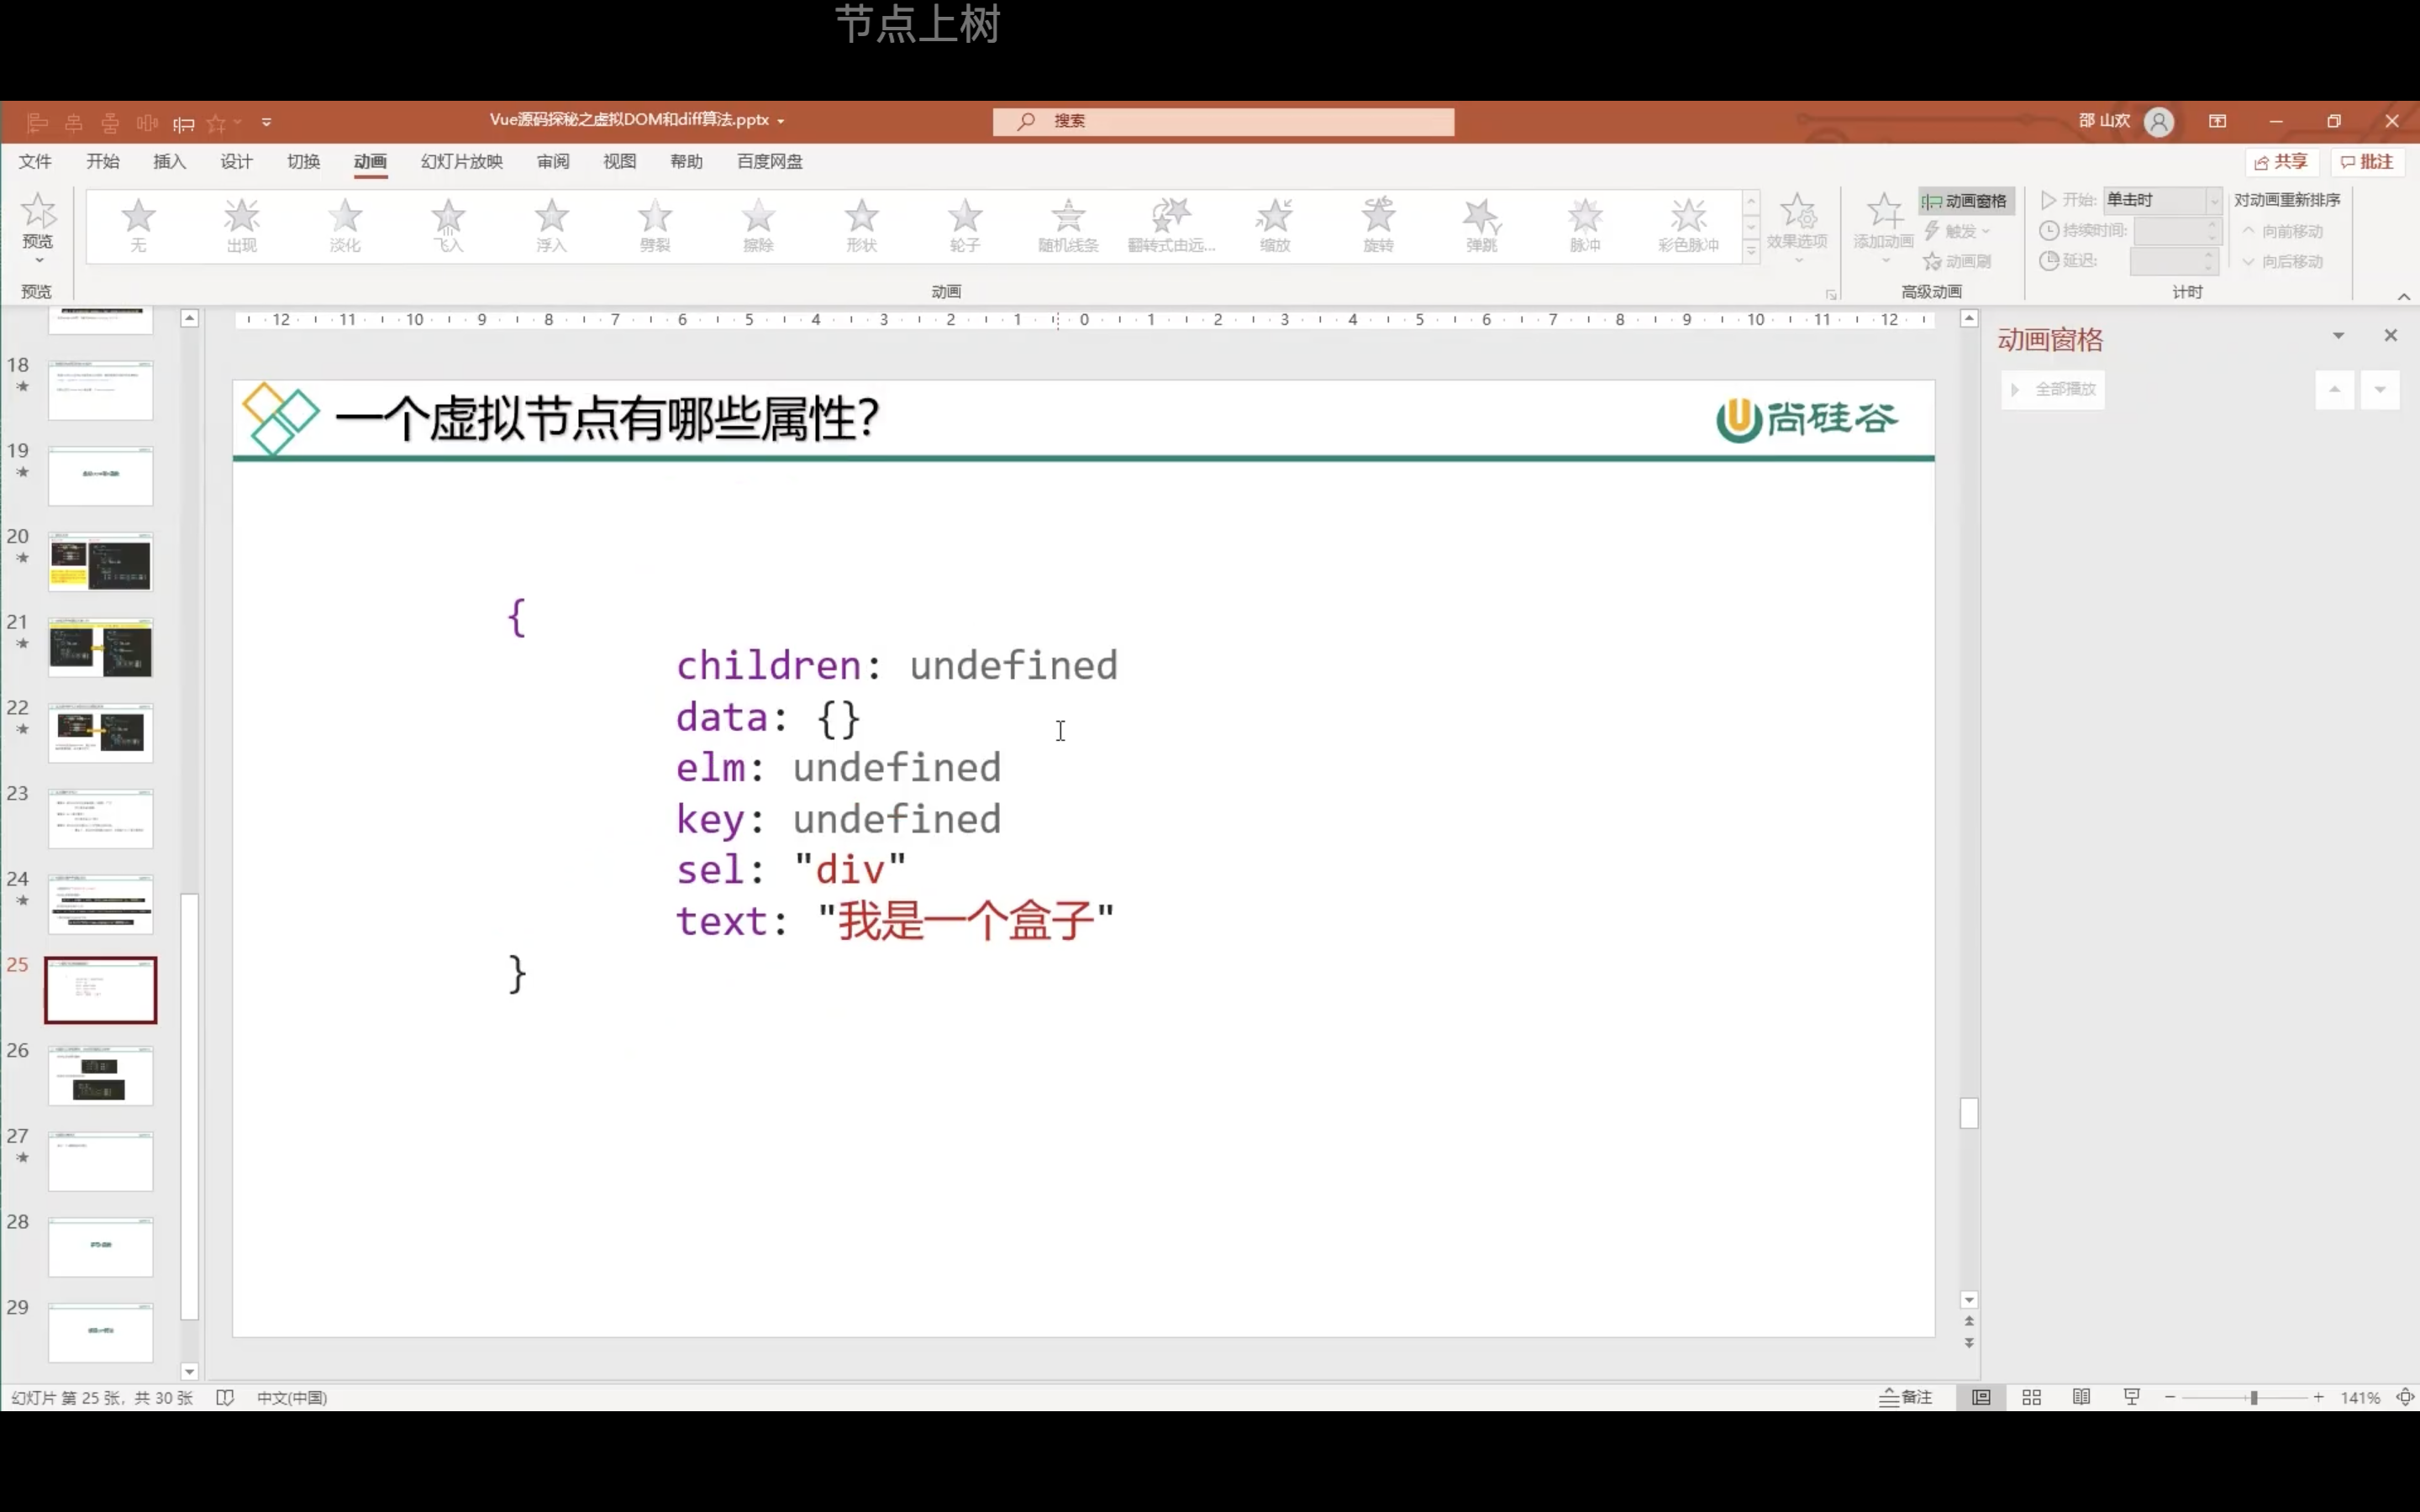 节点上树
Vue源码探秘之虚拟DOM和diff算法.pptx
搜索
邵 山欢
文件 开始 插入 设计 切换 动画 幻灯片放映 审阅 视图 帮助 百度网盘
共享 批注
预览
无 出现 淡化 飞入 浮入 劈裂 擦除 形状 轮子 随机线条 翻转式由远... 缩放 旋转 弹跳 脉冲 彩色脉冲
效果选项
添加动画
动画窗格
触发
动画刷
开始: 单击时
持续时间:
延迟:
对动画重新排序
向前移动
向后移动
预览
动画
高级动画
计时
12 11 10 9 8 7 6 5 4 3 2 1 0 1 2 3 4 5 6 7 8 9 10 11 12
18
19
20
21
22
23
24
25
26
27
28
29
一个虚拟节点有哪些属性?
尚硅谷
{
children: undefined
data: {}
elm: undefined
key: undefined
sel: "div"
text: "我是一个盒子"
}
动画窗格
全部播放
幻灯片 第 25 张，共 30 张
中文(中国)
备注
141%